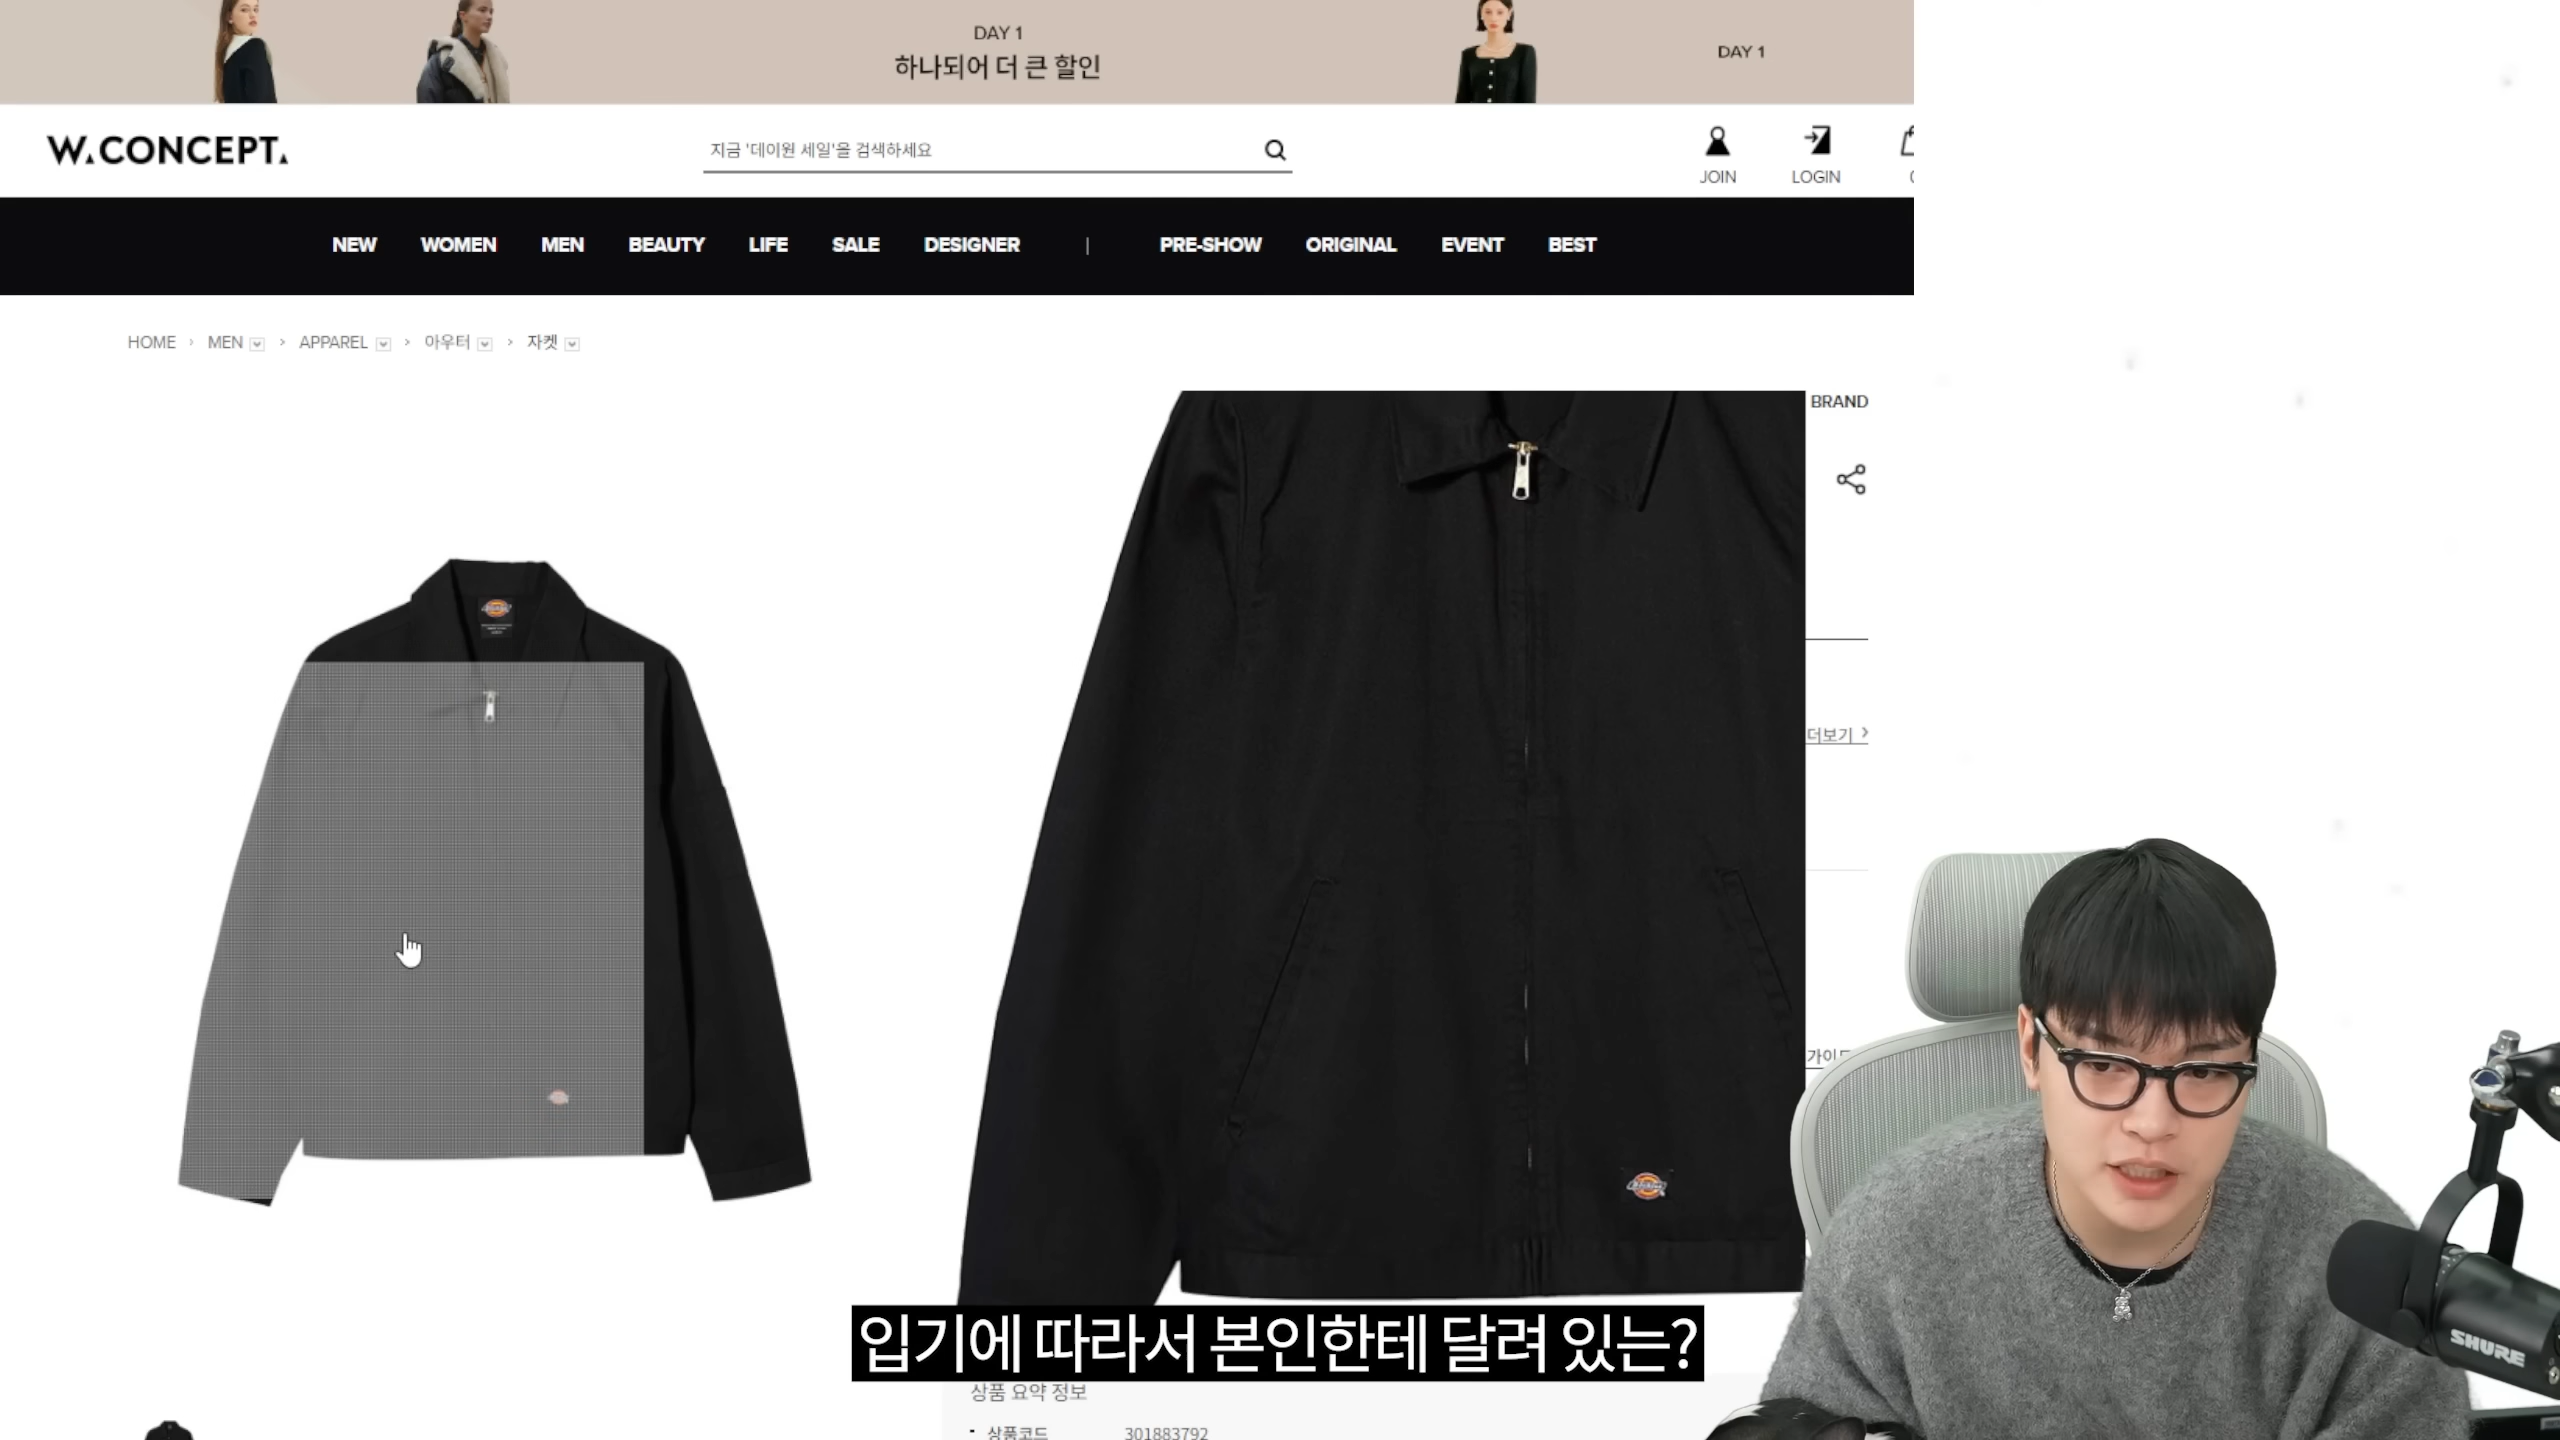 DAY 1
하나되어 더 큰 할인
DAY 1
W.CONCEPT.
지금 '데이원 세일'을 검색하세요
JOIN
LOGIN
NEW WOMEN MEN BEAUTY LIFE SALE DESIGNER | PRE-SHOW ORIGINAL EVENT BEST
HOME › MEN › APPAREL › 아우터 › 자켓
BRAND
더보기 >
Dickies
SHURE
입기에 따라서 본인한테 달려 있는?
상품 요약 정보
- 상품코드 301883792